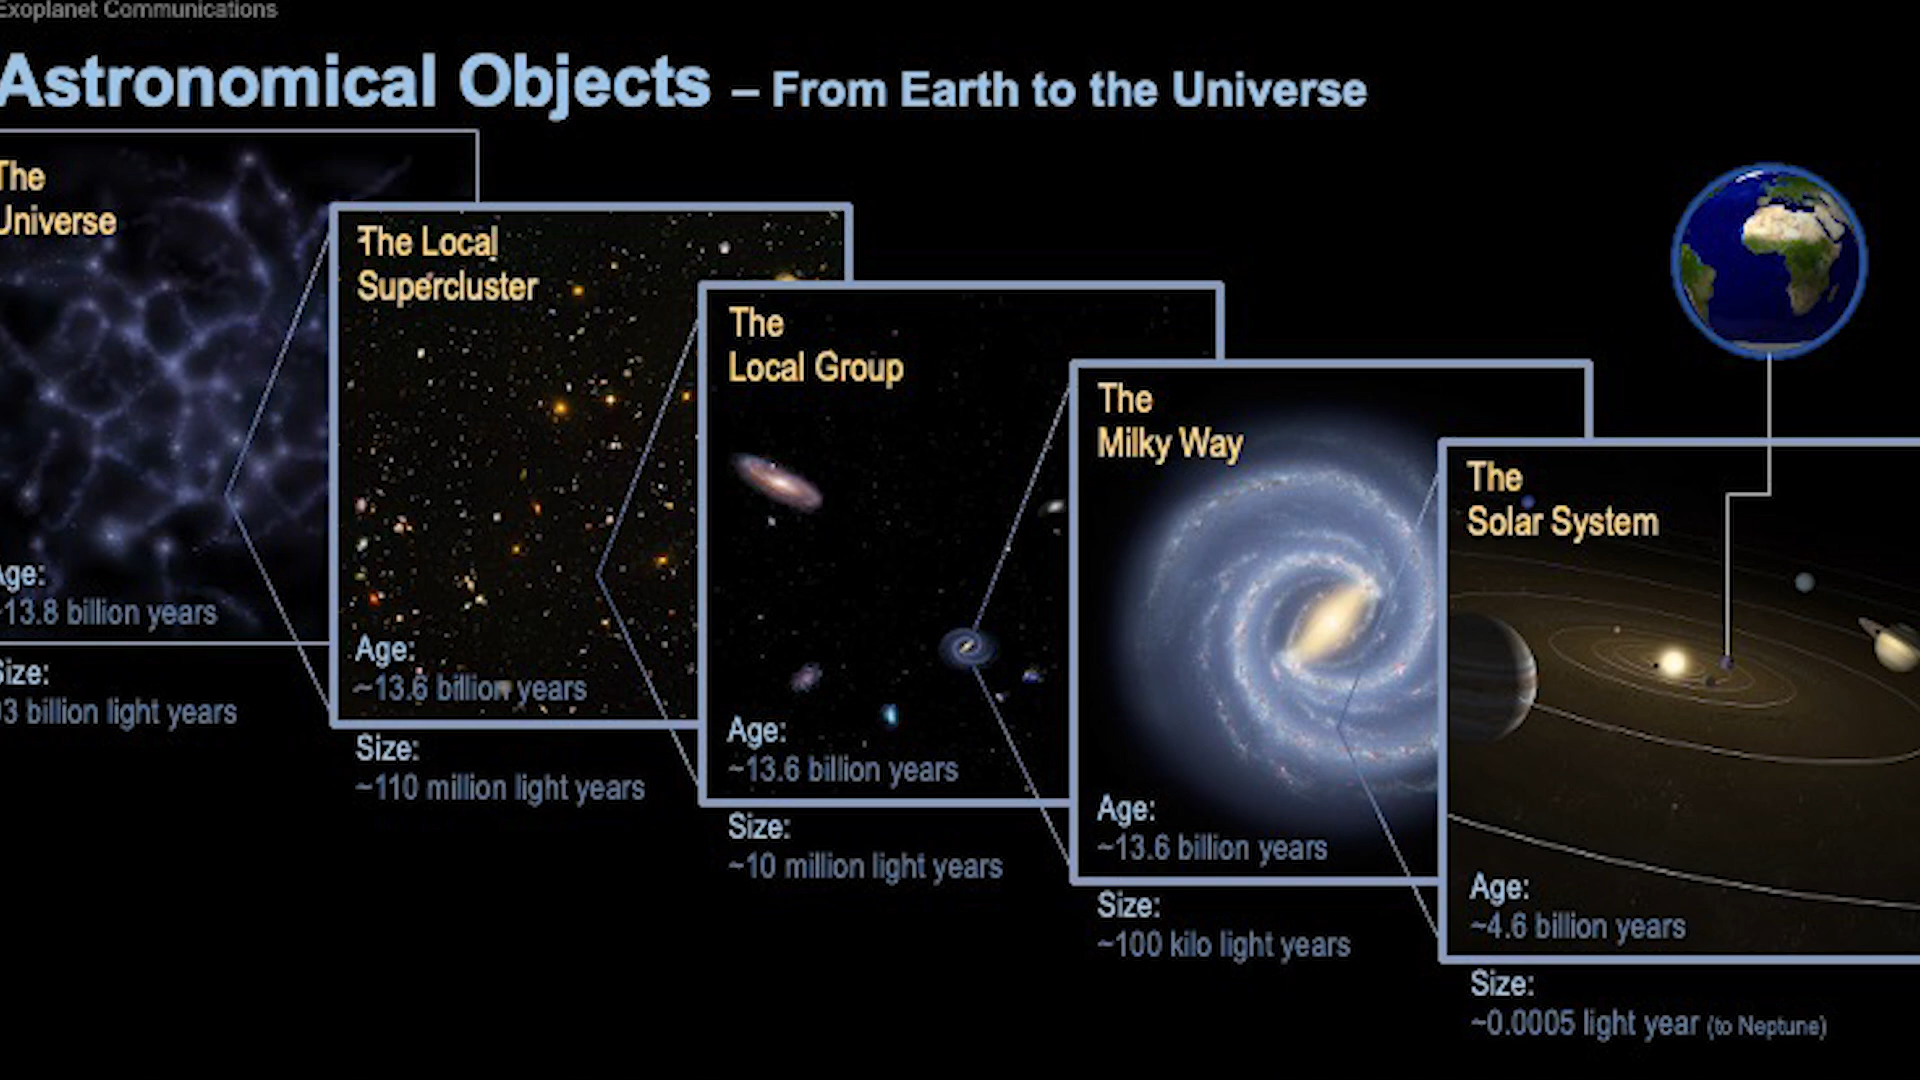 Exoplanet Communications
Astronomical Objects – From Earth to the Universe
The
Universe
Age:
~13.8 billion years
Size:
93 billion light years
The Local
Supercluster
Age:
~13.6 billion years
Size:
~110 million light years
The
Local Group
Age:
~13.6 billion years
Size:
~10 million light years
The
Milky Way
Age:
~13.6 billion years
Size:
~100 kilo light years
The
Solar System
Age:
~4.6 billion years
Size:
~0.0005 light year (to Neptune)